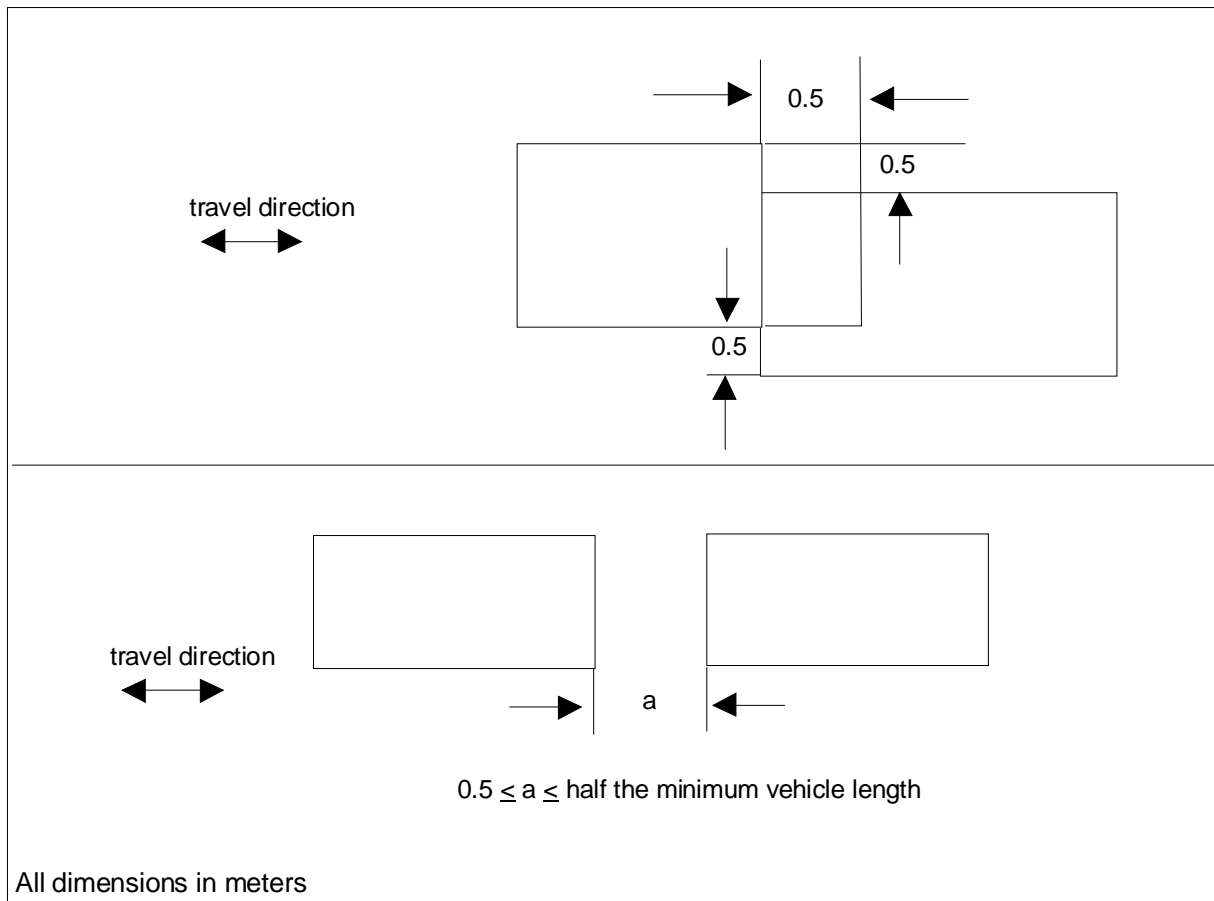 0.5
0.5
travel direction
0.5
travel direction
a
0.5 ≤ a ≤ half the minimum vehicle length
All dimensions in meters